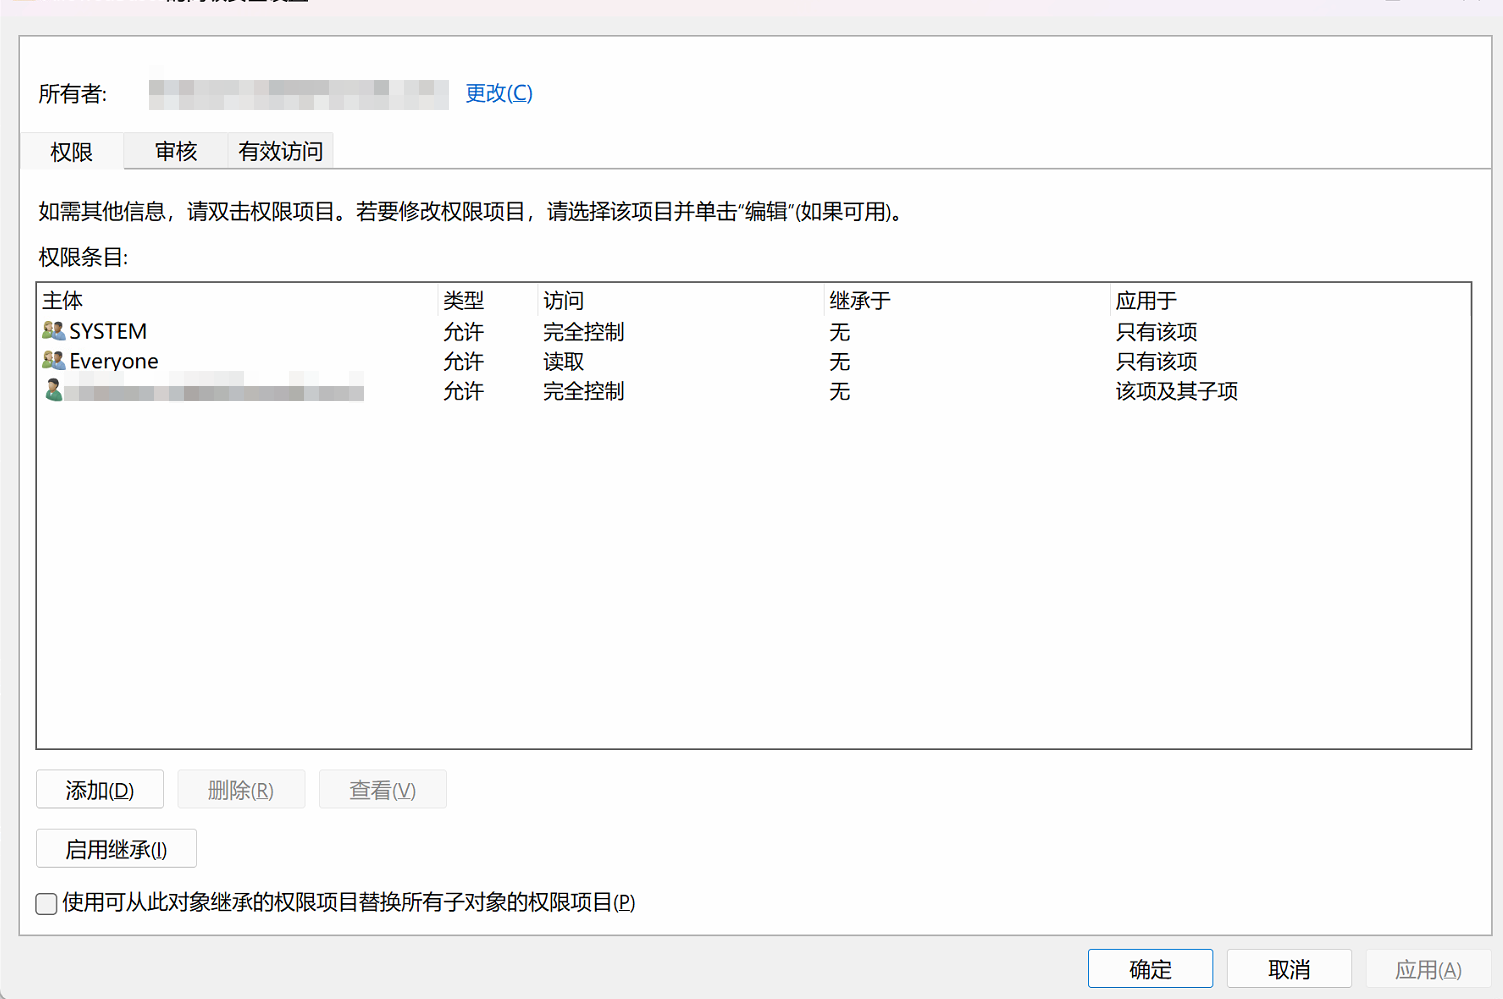 所有者: 更改(C)
权限 审核 有效访问
如需其他信息，请双击权限项目。若要修改权限项目，请选择该项目并单击“编辑”(如果可用)。
权限条目:
主体 类型 访问 继承于 应用于
SYSTEM 允许 完全控制 无 只有该项
Everyone 允许 读取 无 只有该项
允许 完全控制 无 该项及其子项
添加(D) 删除(R) 查看(V)
启用继承(I)
使用可从此对象继承的权限项目替换所有子对象的权限项目(P)
确定 取消 应用(A)